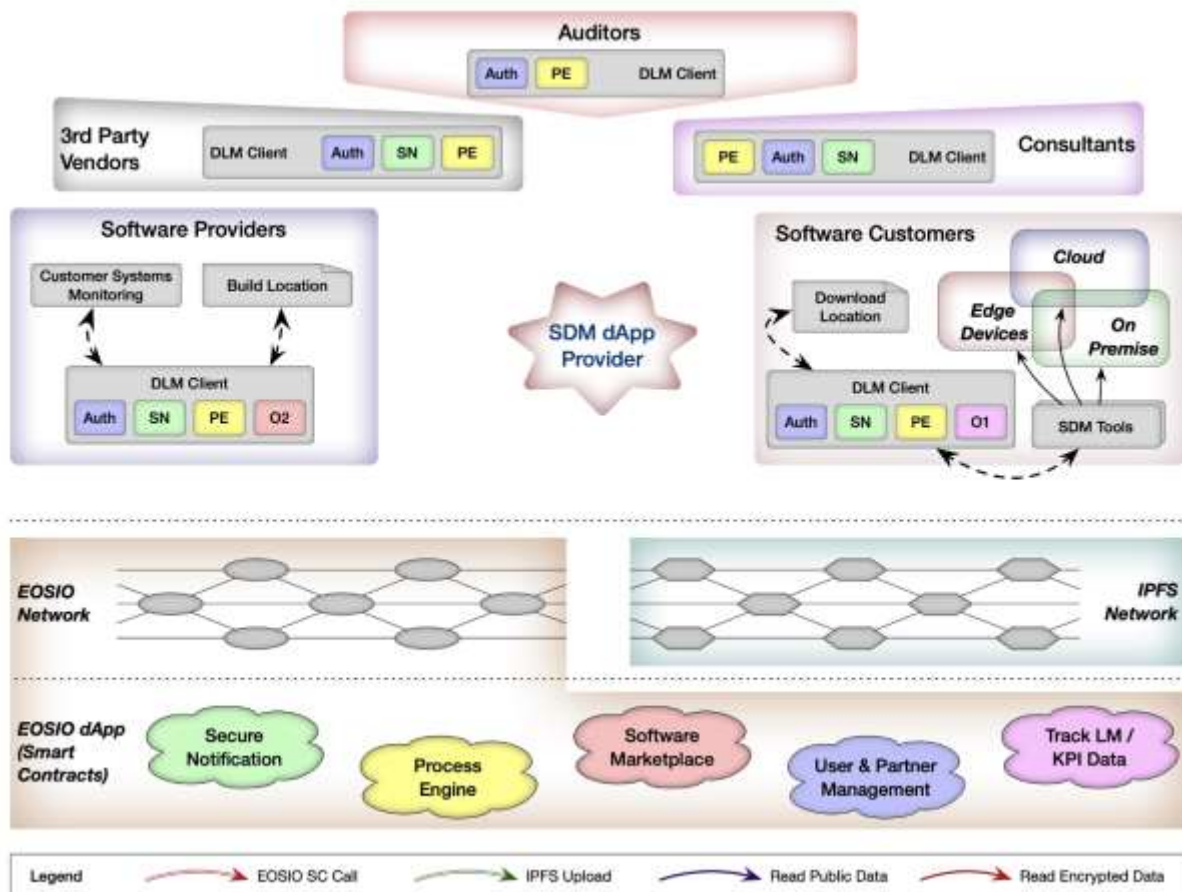 Auditors
Auth PE DLM Client
3rd Party
Vendors
DLM Client Auth SN PE
PE Auth SN DLM Client
Consultants
Software Providers
Customer Systems
Monitoring
Build Location
DLM Client
Auth SN PE O2
SDM dApp
Provider
Software Customers
Cloud
Download
Location
Edge
Devices
On
Premise
DLM Client
Auth SN PE O1
SDM Tools
EOSIO
Network
IPFS
Network
EOSIO dApp
(Smart
Contracts)
Secure
Notification
Process
Engine
Software
Marketplace
User & Partner
Management
Track LM /
KPI Data
Legend EOSIO SC Call IPFS Upload Read Public Data Read Encrypted Data